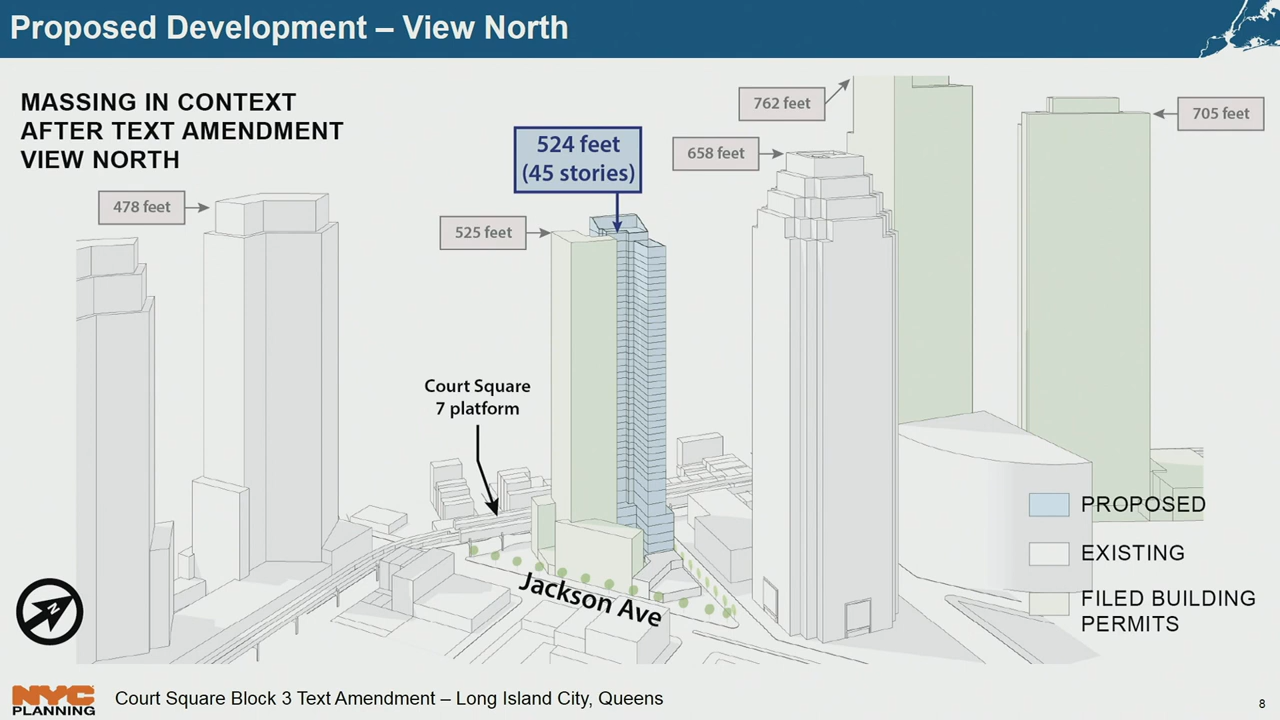 Proposed Development – View North
MASSING IN CONTEXT
AFTER TEXT AMENDMENT
VIEW NORTH
762 feet
705 feet
524 feet
(45 stories)
658 feet
478 feet
525 feet
Court Square
7 platform
PROPOSED
EXISTING
FILED BUILDING
PERMITS
Jackson Ave
N
NYC
PLANNING
Court Square Block 3 Text Amendment – Long Island City, Queens
8